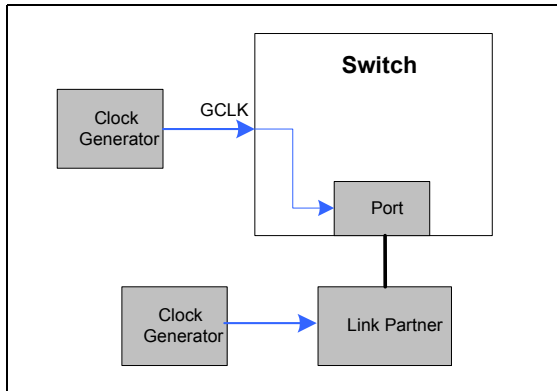 Switch
Clock
Generator
GCLK
Port
Clock
Generator
Link Partner